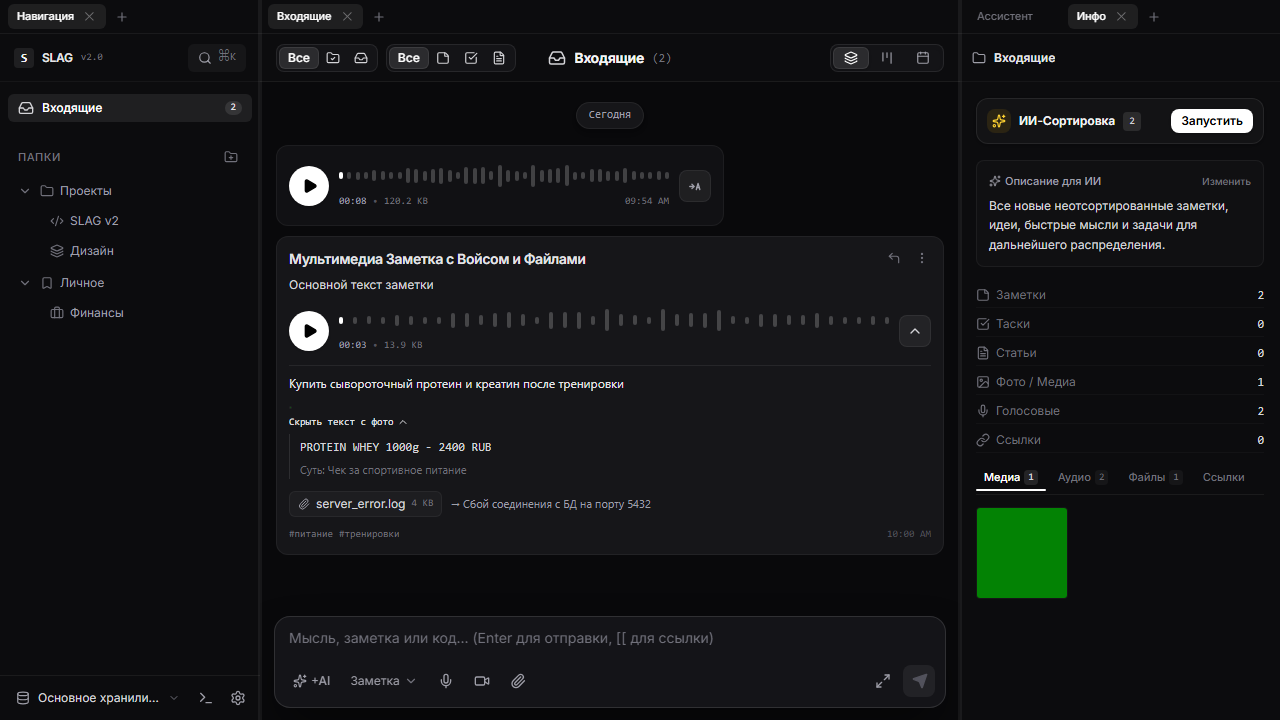 Навигация
Входящие
Ассистент
Инфо
S SLAG v2.0
⌘K
Все
Все
Входящие (2)
Входящие
Входящие 2
ПАПКИ
Проекты
SLAG v2
Дизайн
Личное
Финансы
Сегодня
00:08 • 120.2 KB
09:54 AM
→A
Мультимедиа Заметка с Войсом и Файлами
Основной текст заметки
00:03 • 13.9 KB
Купить сывороточный протеин и креатин после тренировки
Скрыть текст с фото
PROTEIN WHEY 1000g - 2400 RUB
Суть: Чек за спортивное питание
server_error.log 4 KB → Сбой соединения с БД на порту 5432
#питание #тренировки
10:00 AM
Мысль, заметка или код... (Enter для отправки, [[ для ссылки)
+AI Заметка
Основное хранили...
ИИ-Сортировка 2 Запустить
Описание для ИИ Изменить
Все новые неотсортированные заметки,
идеи, быстрые мысли и задачи для
дальнейшего распределения.
Заметки 2
Таски 0
Статьи 0
Фото / Медиа 1
Голосовые 2
Ссылки 0
Медиа 1 Аудио 2 Файлы 1 Ссылки